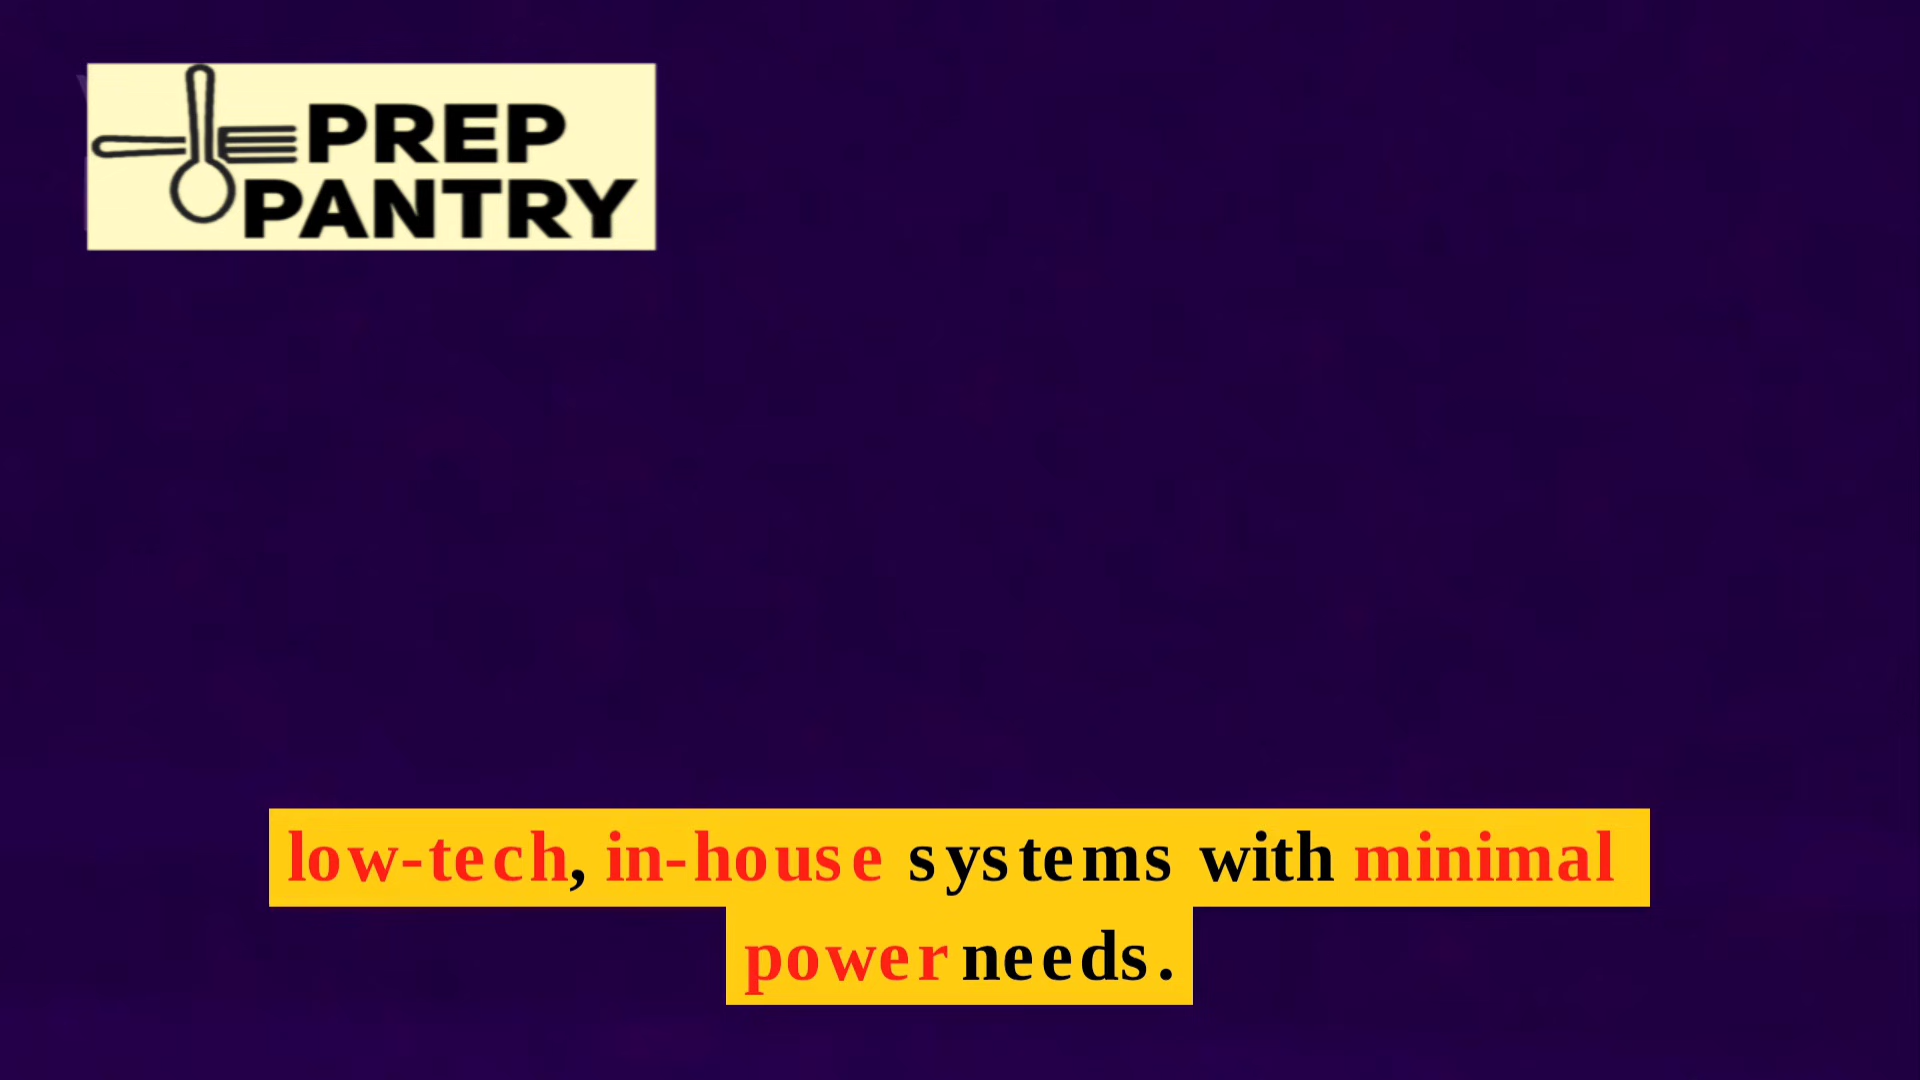 PREP
PANTRY
low-tech, in-house systems with minimal
power needs.